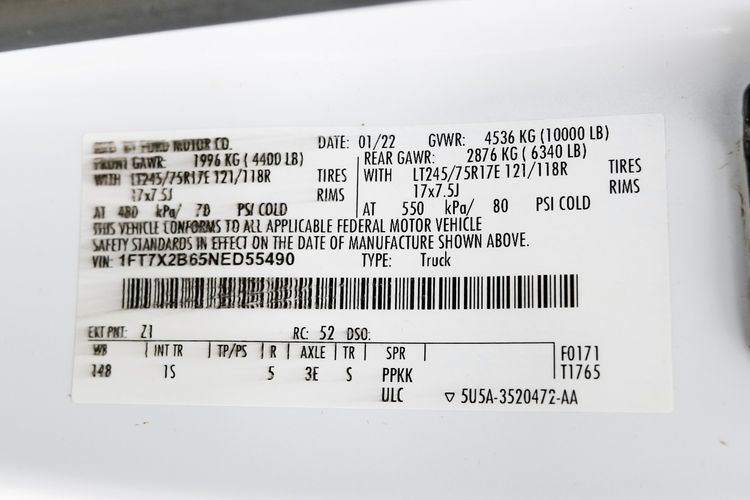 MFD BY FORD MOTOR CO. DATE: 01/22 GVWR: 4536 KG (10000 LB)
FRONT GAWR: 1996 KG ( 4400 LB) REAR GAWR: 2876 KG ( 6340 LB)
WITH LT245/75R17E 121/118R TIRES WITH LT245/75R17E 121/118R TIRES
17x7.5J RIMS 17x7.5J RIMS
AT 480 kPa/ 70 PSI COLD AT 550 kPa/ 80 PSI COLD
THIS VEHICLE CONFORMS TO ALL APPLICABLE FEDERAL MOTOR VEHICLE
SAFETY STANDARDS IN EFFECT ON THE DATE OF MANUFACTURE SHOWN ABOVE.
VIN: 1FT7X2B65NED55490 TYPE: Truck
EXT PNT: Z1 RC: 52 DSO:
WB INT TR TP/PS R AXLE TR SPR F0171
148 1S 5 3E S PPKK T1765
ULC ▽ 5U5A-3520472-AA